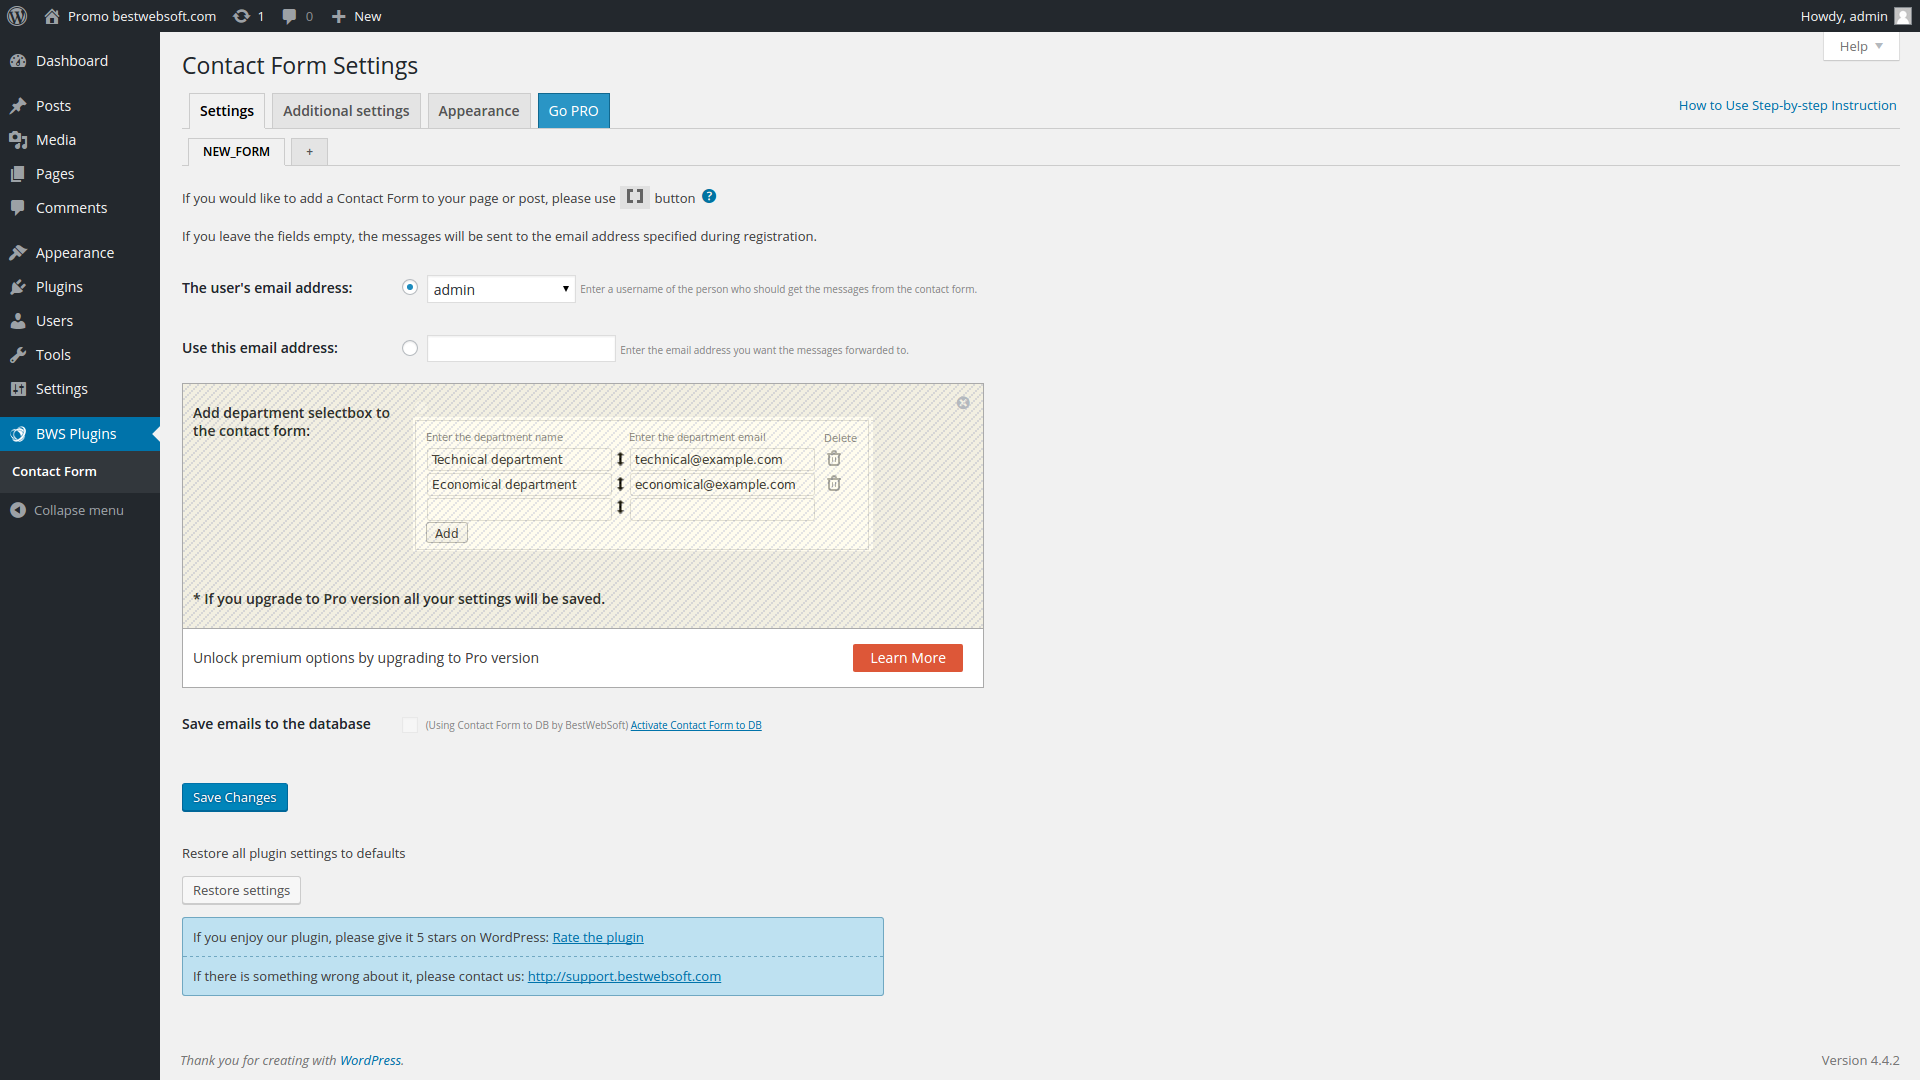 Promo bestwebsoft.com 1 0 New Howdy, admin
Help
Dashboard
Posts
Media
Pages
Comments
Appearance
Plugins
Users
Tools
Settings
BWS Plugins
Contact Form
Collapse menu
Contact Form Settings
Settings Additional settings Appearance Go PRO
How to Use Step-by-step Instruction
NEW_FORM +
If you would like to add a Contact Form to your page or post, please use [] button ?
If you leave the fields empty, the messages will be sent to the email address specified during registration.
The user's email address: admin Enter a username of the person who should get the messages from the contact form.
Use this email address: Enter the email address you want the messages forwarded to.
Add department selectbox to
the contact form:
Enter the department name Enter the department email Delete
Technical department technical@example.com
Economical department economical@example.com
Add
* If you upgrade to Pro version all your settings will be saved.
Unlock premium options by upgrading to Pro version Learn More
Save emails to the database (Using Contact Form to DB by BestWebSoft) Activate Contact Form to DB
Save Changes
Restore all plugin settings to defaults
Restore settings
If you enjoy our plugin, please give it 5 stars on WordPress: Rate the plugin
If there is something wrong about it, please contact us: http://support.bestwebsoft.com
Thank you for creating with WordPress. Version 4.4.2